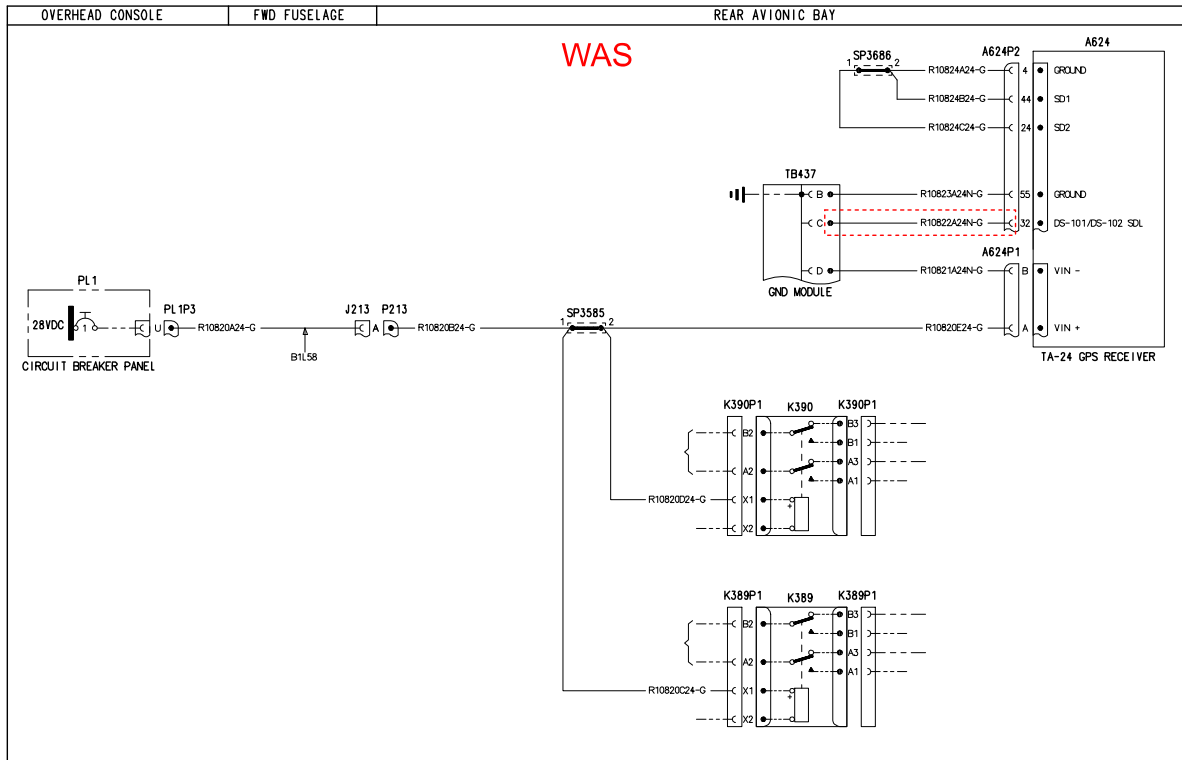 OVERHEAD CONSOLE FWD FUSELAGE REAR AVIONIC BAY
WAS
SP3686 A624P2 A624
1 2
R10824A24-G 4 GROUND
R10824B24-G 44 SD1
R10824C24-G 24 SD2
TB437
B R10823A24N-G 55 GROUND
C R10822A24N-G 32 DS-101/DS-102 SDL
A624P1
D R10821A24N-G B VIN -
GND MODULE
PL1
PL1P3 J213 P213 SP3585
28VDC 1 U R10820A24-G A R10820B24-G 1 2 R10820E24-G A VIN +
B1L58
CIRCUIT BREAKER PANEL
TA-24 GPS RECEIVER
K390P1 K390 K390P1
B2 B3
B1
A2 A3
A1
R10820D24-G X1 +
X2
K389P1 K389 K389P1
B2 B3
B1
A2 A3
A1
R10820C24-G X1 +
X2